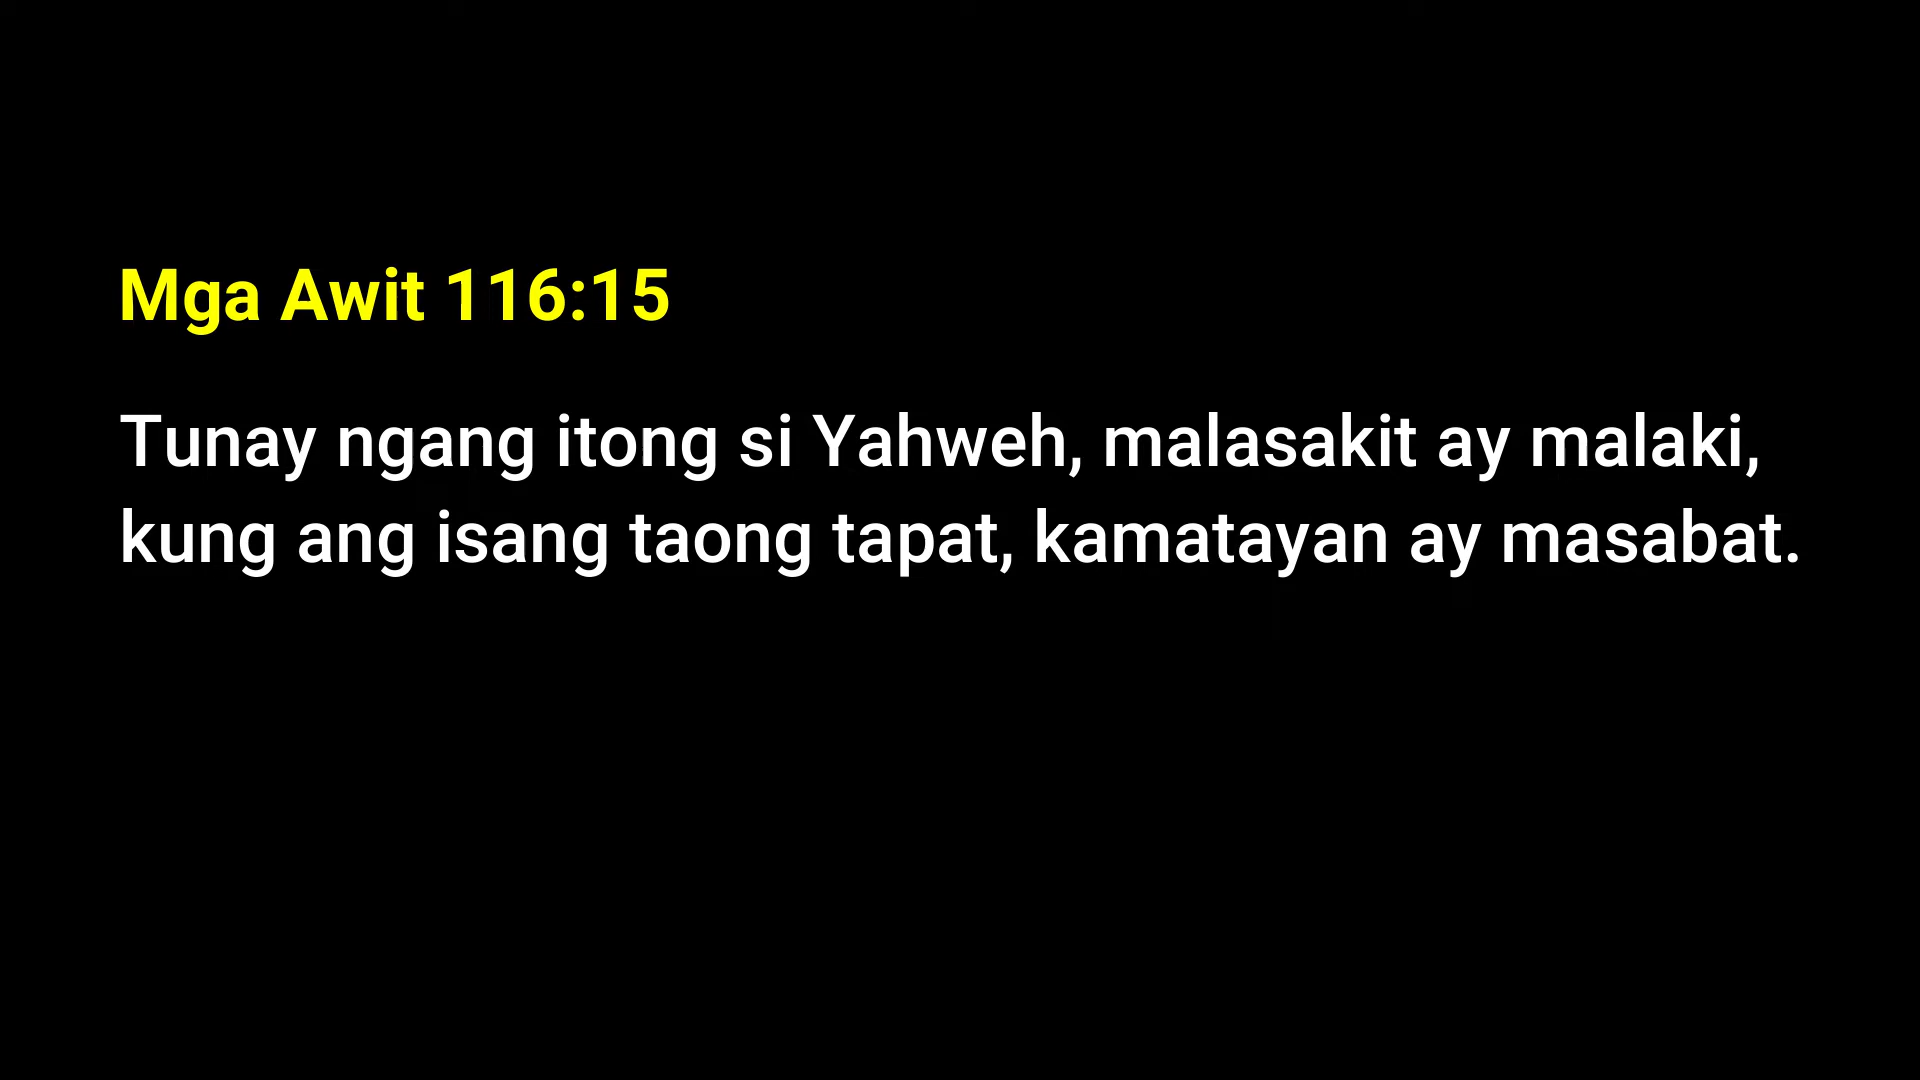 Mga Awit 116:15
Tunay ngang itong si Yahweh, malasakit ay malaki,
kung ang isang taong tapat, kamatayan ay masabat.